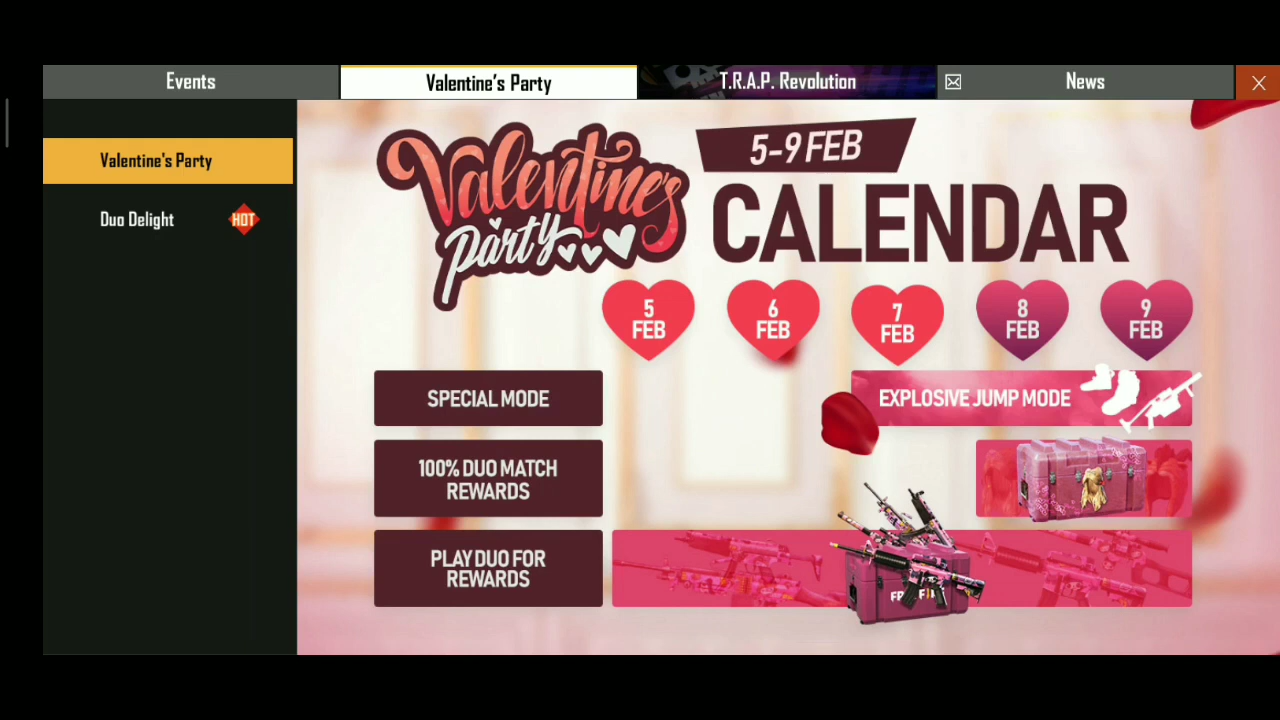 Events
Valentine's Party
T.R.A.P. Revolution
News
Valentine's Party
Duo Delight
HOT
Valentine's
Party
5-9 FEB
CALENDAR
5
FEB
6
FEB
7
FEB
8
FEB
9
FEB
SPECIAL MODE
EXPLOSIVE JUMP MODE
100% DUO MATCH
REWARDS
PLAY DUO FOR
REWARDS